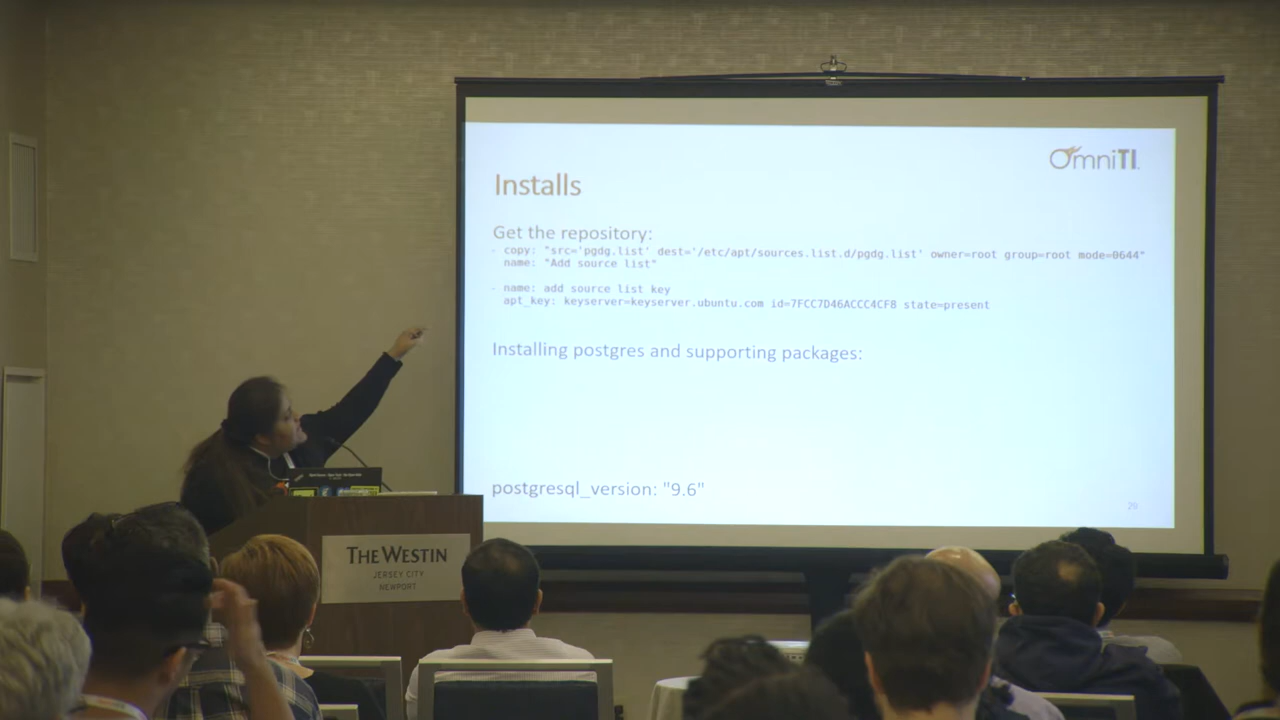 OmniTI
Installs
Get the repository:
- copy: "src='pgdg.list' dest='/etc/apt/sources.list.d/pgdg.list' owner=root group=root mode=0644"
name: "Add source list"
- name: add source list key
apt_key: keyserver=keyserver.ubuntu.com id=7FCC7D46ACCC4CF8 state=present
Installing postgres and supporting packages:
postgresql_version: "9.6"
28
THE WESTIN
JERSEY CITY
NEWPORT